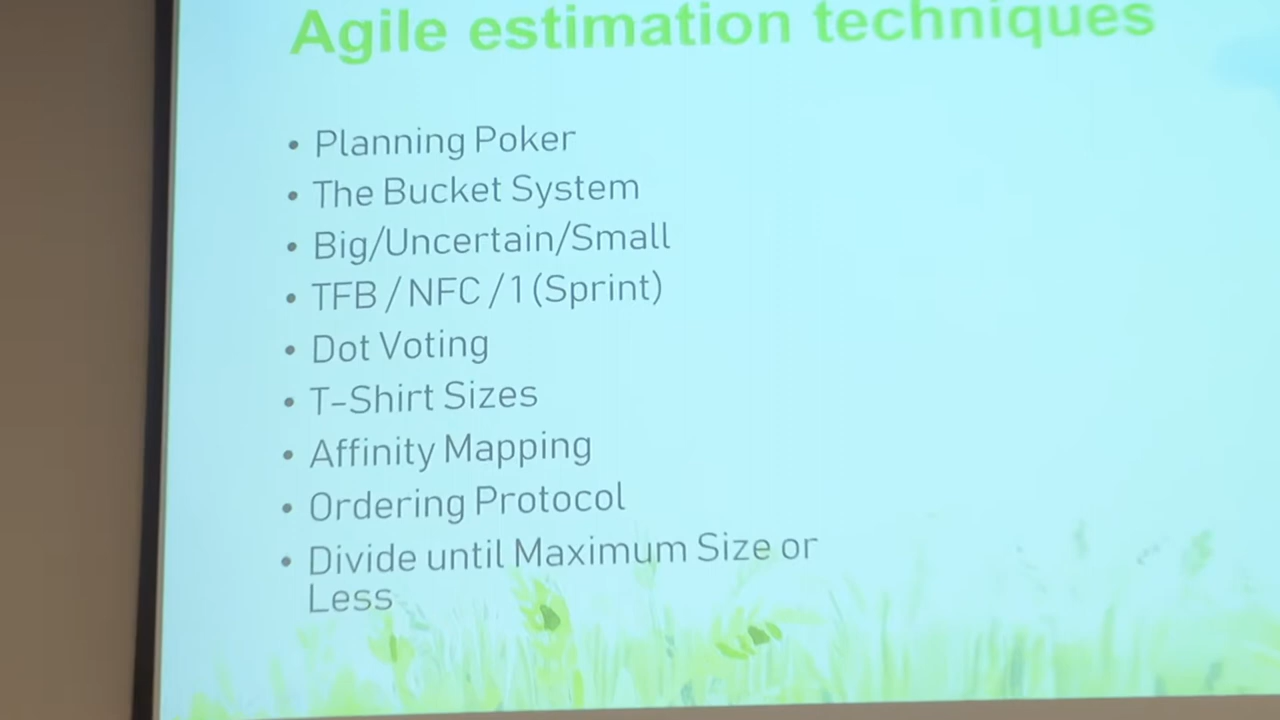 Agile estimation techniques
• Planning Poker
• The Bucket System
• Big/Uncertain/Small
• TFB / NFC / 1 (Sprint)
• Dot Voting
• T-Shirt Sizes
• Affinity Mapping
• Ordering Protocol
• Divide until Maximum Size or
Less